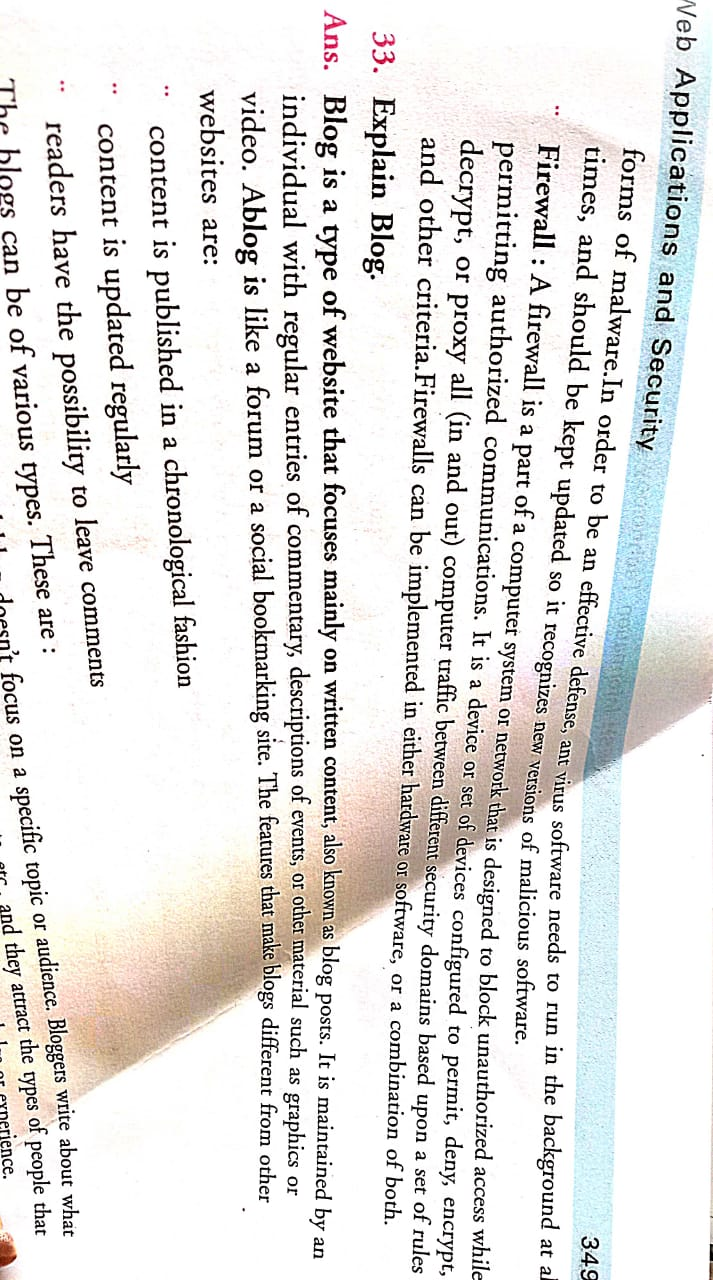 Web Applications and Security
349
forms of malware.In order to be an effective defense, ant virus software needs to run in the background at
times, and should be kept updated so it recognizes new versions of malicious software.
Firewall : A firewall is a part of a computer system or network that is designed to block unauthorized access while
permitting authorized communications. It is a device or set of devices configured to permit, deny, encrypt,
decrypt, or proxy all (in and out) computer traffic between different security domains based upon a set of rules
and other criteria.Firewalls can be implemented in either hardware or software, or a combination of both.
33. Explain Blog.
Ans. Blog is a type of website that focuses mainly on written content, also known as blog posts. It is maintained by an
individual with regular entries of commentary, descriptions of events, or other material such as graphics or
video. Ablog is like a forum or a social bookmarking site. The features that make blogs different from other
websites are:
content is published in a chronological fashion
content is updated regularly
readers have the possibility to leave comments
The blogs can be of various types. These are :
doesn't focus on a specific topic or audience. Bloggers write about what
and they attract the types of people that
or experience.